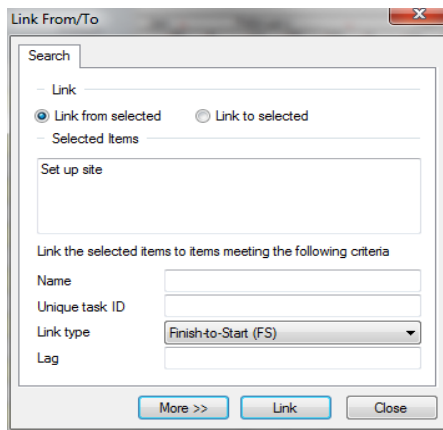 Link From/To
Search
Link
Link from selected Link to selected
Selected Items
Set up site
Link the selected items to items meeting the following criteria
Name
Unique task ID
Link type Finish-to-Start (FS)
Lag
More >> Link Close